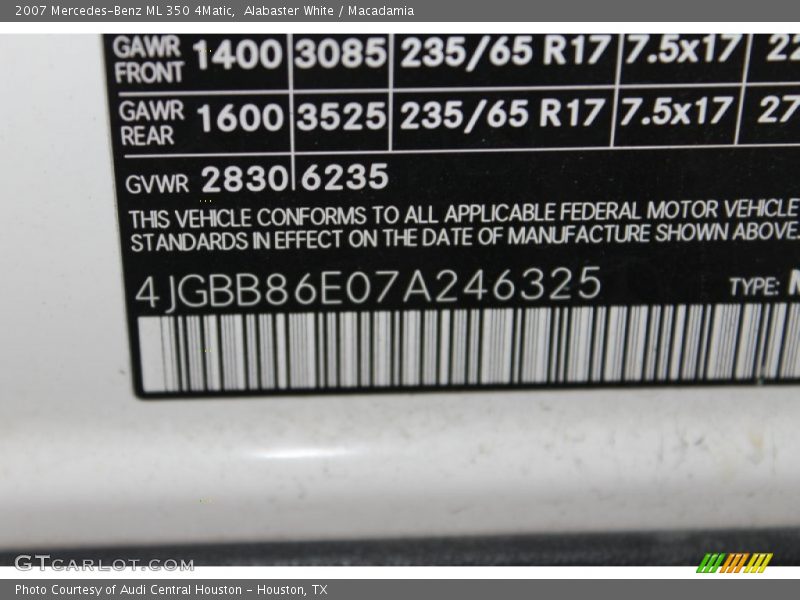 2007 Mercedes-Benz ML 350 4Matic,  Alabaster White / Macadamia
GAWR FRONT 1400 3085 235/65 R17 7.5x17 22
GAWR REAR 1600 3525 235/65 R17 7.5x17 27
GVWR 2830 6235
THIS VEHICLE CONFORMS TO ALL APPLICABLE FEDERAL MOTOR VEHICLE
STANDARDS IN EFFECT ON THE DATE OF MANUFACTURE SHOWN ABOVE.
4JGBB86E07A246325 TYPE:
GTcarlot.com
Photo Courtesy of Audi Central Houston - Houston, TX